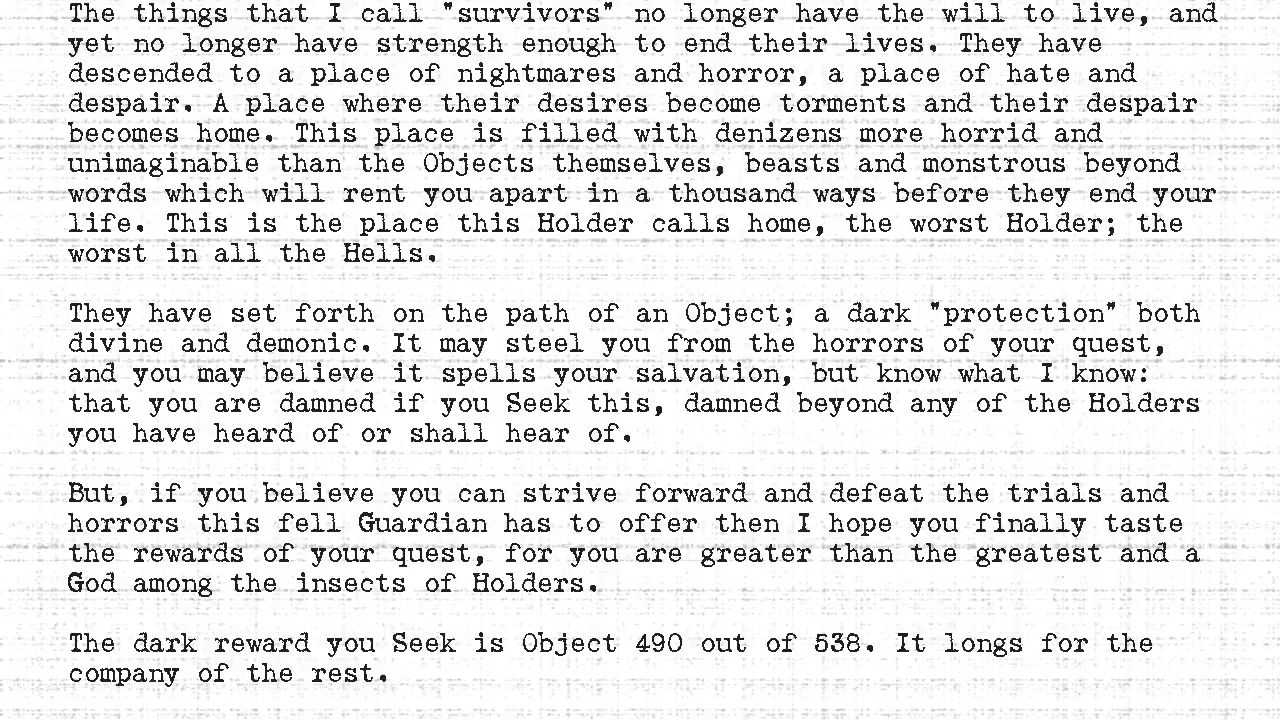 The things that I call "survivors" no longer have the will to live, and
yet no longer have strength enough to end their lives. They have
descended to a place of nightmares and horror, a place of hate and
despair. A place where their desires become torments and their despair
becomes home. This place is filled with denizens more horrid and
unimaginable than the Objects themselves, beasts and monstrous beyond
words which will rent you apart in a thousand ways before they end your
life. This is the place this Holder calls home, the worst Holder; the
worst in all the Hells.
They have set forth on the path of an Object; a dark "protection" both
divine and demonic. It may steel you from the horrors of your quest,
and you may believe it spells your salvation, but know what I know:
that you are damned if you Seek this, damned beyond any of the Holders
you have heard of or shall hear of.
But, if you believe you can strive forward and defeat the trials and
horrors this fell Guardian has to offer then I hope you finally taste
the rewards of your quest, for you are greater than the greatest and a
God among the insects of Holders.
The dark reward you Seek is Object 490 out of 538. It longs for the
company of the rest.